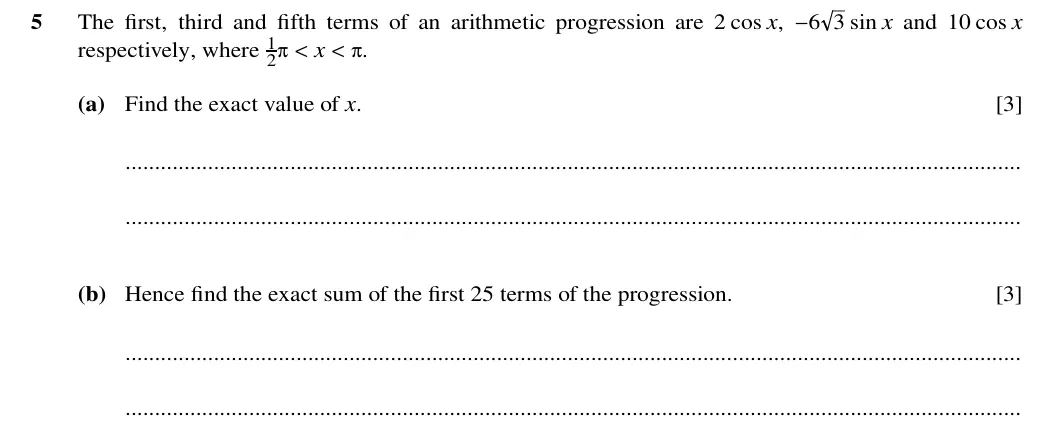 5 The first, third and fifth terms of an arithmetic progression are 2 cos x, −6√3 sin x and 10 cos x
respectively, where ½π < x < π.
(a) Find the exact value of x. [3]
(b) Hence find the exact sum of the first 25 terms of the progression. [3]